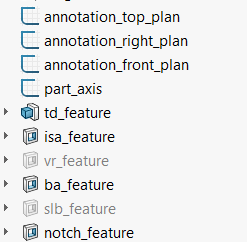 annotation_top_plan
annotation_right_plan
annotation_front_plan
part_axis
td_feature
isa_feature
vr_feature
ba_feature
slb_feature
notch_feature